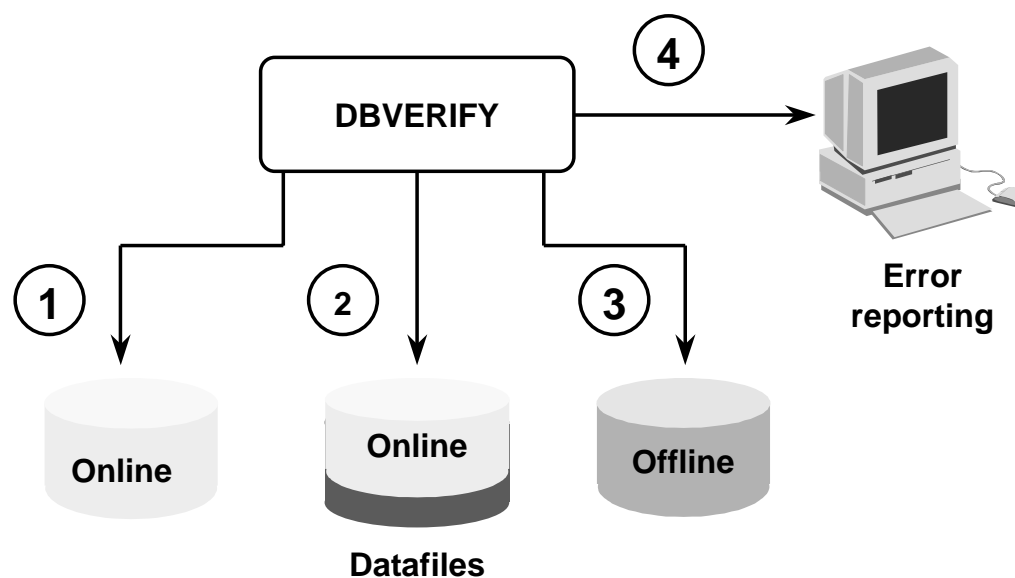 4
DBVERIFY
1
2
3
Error
reporting
Online
Online
Offline
Datafiles